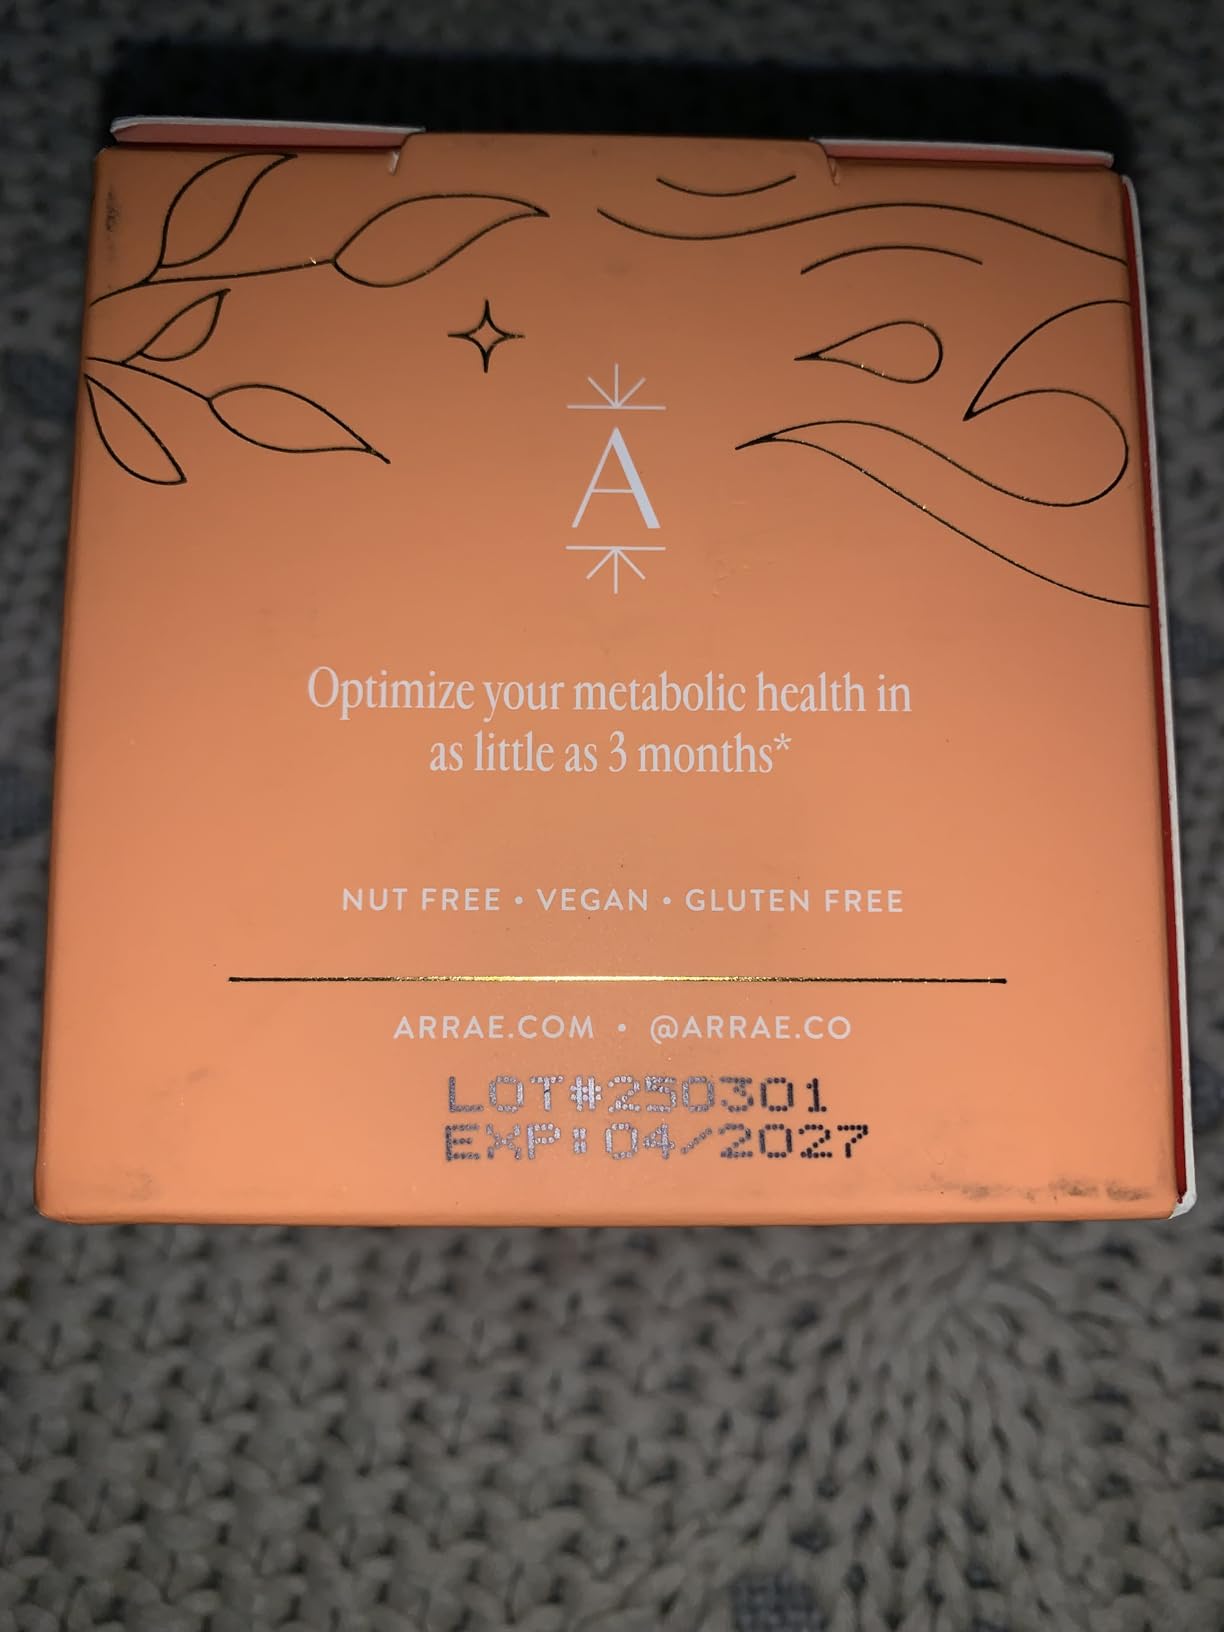 A
Optimize your metabolic health in
as little as 3 months*
NUT FREE • VEGAN • GLUTEN FREE
ARRAE.COM • @ARRAE.CO
LOT#250301
EXP:04/2027